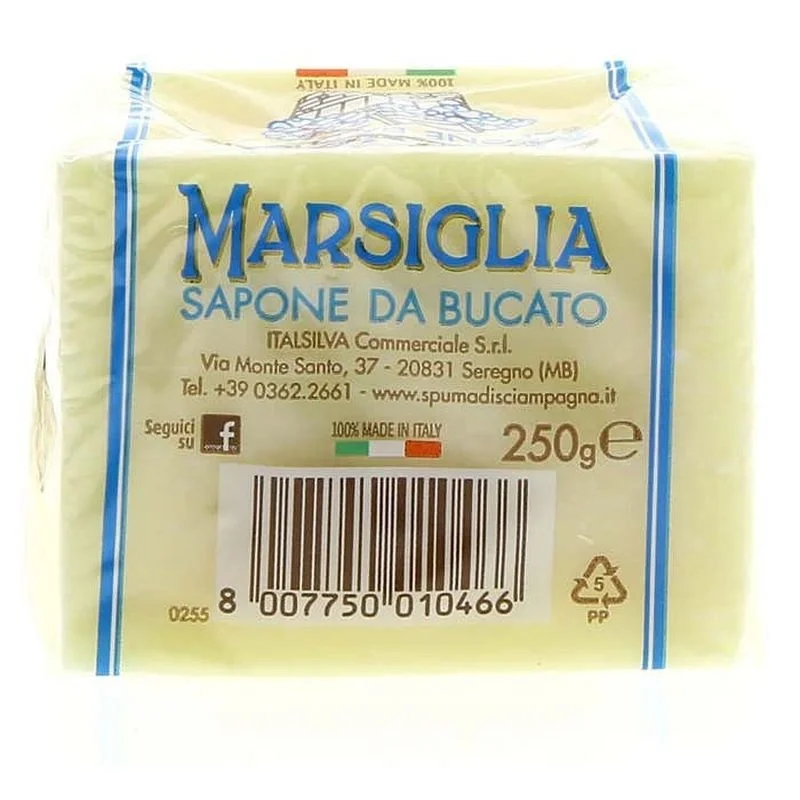 100% MADE IN ITALY
MARSIGLIA
SAPONE DA BUCATO
ITALSILVA Commerciale S.r.l.
Via Monte Santo, 37 - 20831 Seregno (MB)
Tel. +39 0362.2661 - www.spumadisciampagna.it
Seguici
su
f
100% MADE IN ITALY
250g e
5
PP
0255
8 007750 010466